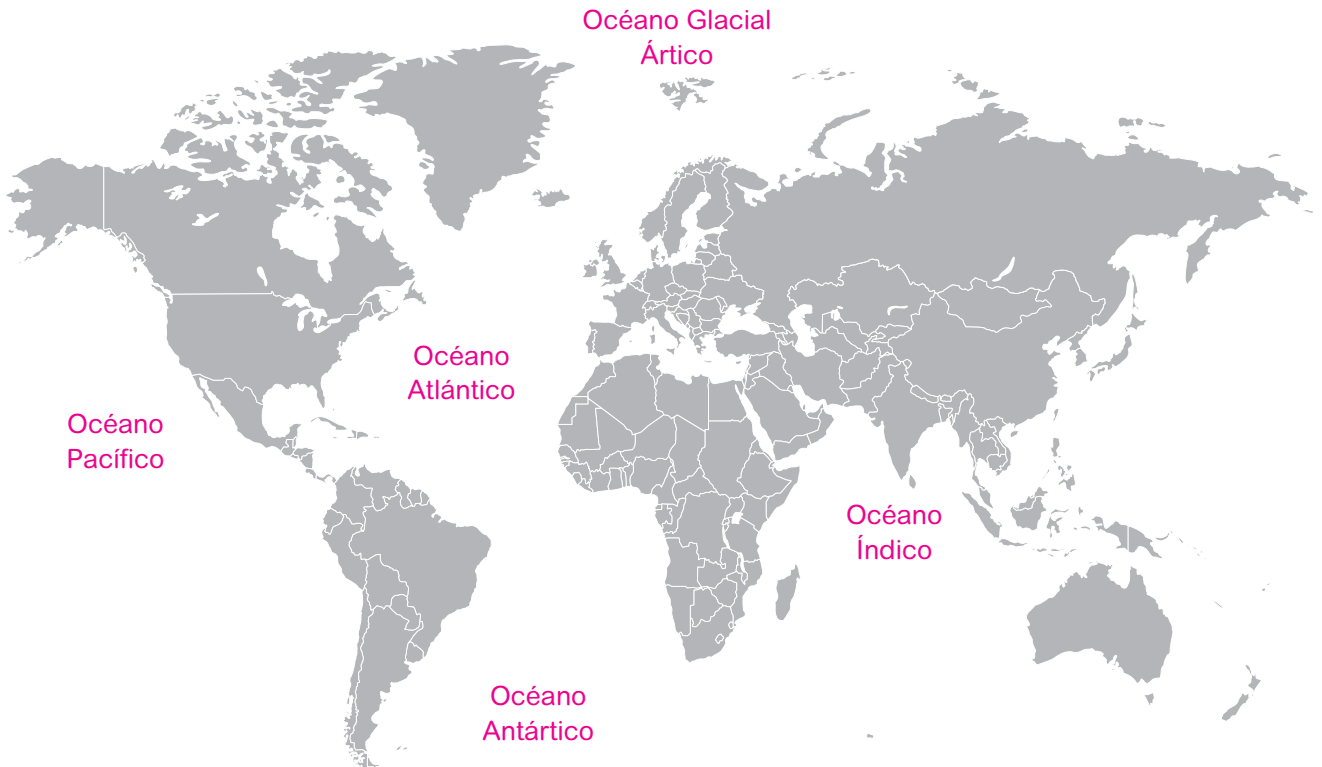 Océano Glacial
Ártico
Océano
Atlántico
Océano
Pacífico
Océano
Índico
Océano
Antártico